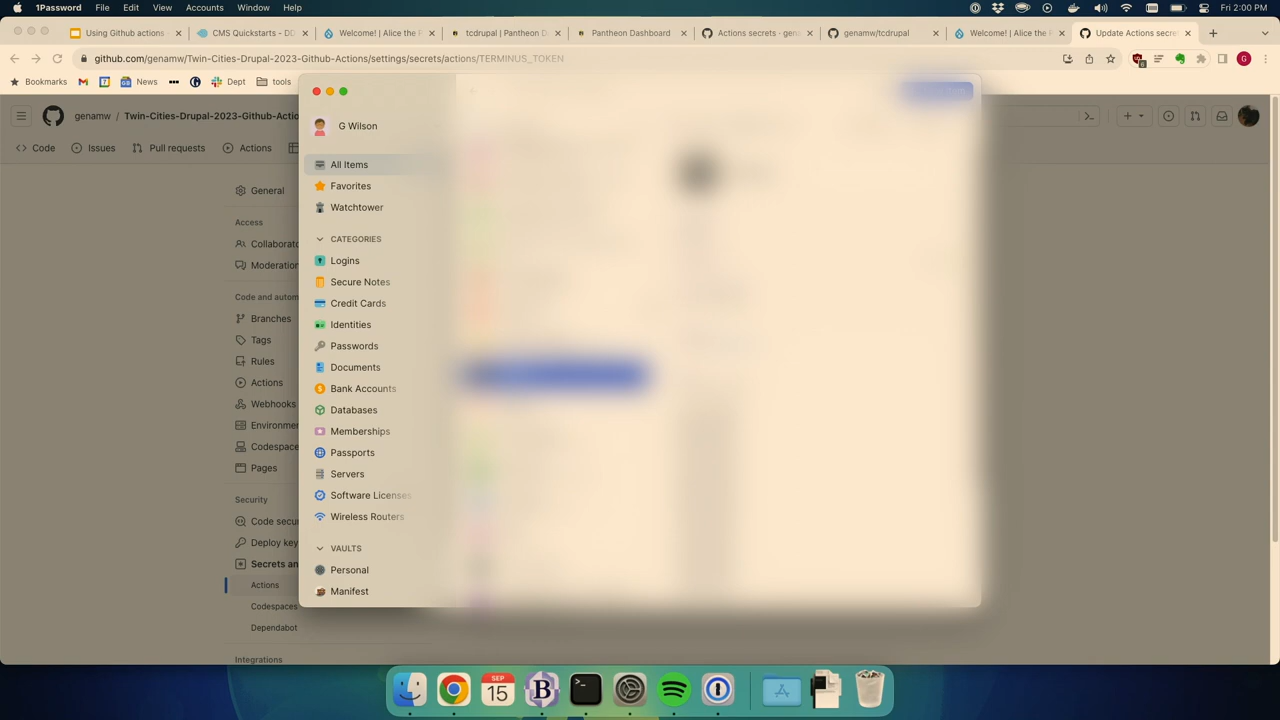 1Password File Edit View Accounts Window Help Fri 2:00 PM
Using Github actions CMS Quickstarts - DD Welcome! | Alice the tcdrupal | Pantheon D Pantheon Dashboard Actions secrets · gena genamw/tcdrupal Welcome! | Alice the Update Actions secre
github.com/genamw/Twin-Cities-Drupal-2023-Github-Actions/settings/secrets/actions/TERMINUS_TOKEN G
Bookmarks News Dept tools
genamw / Twin-Cities-Drupal-2023-Github-Actio
Code Issues Pull requests Actions
General
Access
Collaborato
Moderation
Code and autom
Branches
Tags
Rules
Actions
Webhooks
Environme
Codespac
Pages
Security
Code secu
Deploy key
Secrets an
Actions
Codespaces
Dependabot
Integrations
G Wilson
All Items
Favorites
Watchtower
CATEGORIES
Logins
Secure Notes
Credit Cards
Identities
Passwords
Documents
Bank Accounts
Databases
Memberships
Passports
Servers
Software Licenses
Wireless Routers
VAULTS
Personal
Manifest
SEP
15
B